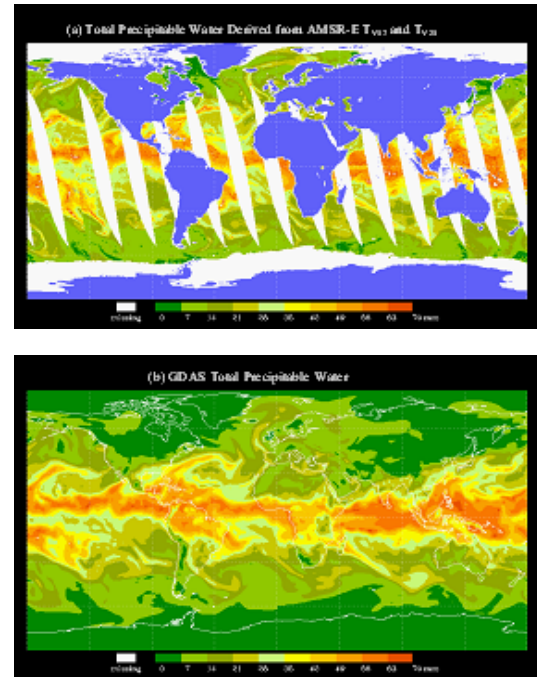 (a) Total Precipitable Water Derived from AMSR-E T and T
missing 0 7 14 21 28 35 42 49 56 63 70 mm
(b) GDAS Total Precipitable Water
missing 0 7 14 21 28 35 42 49 56 63 70 mm